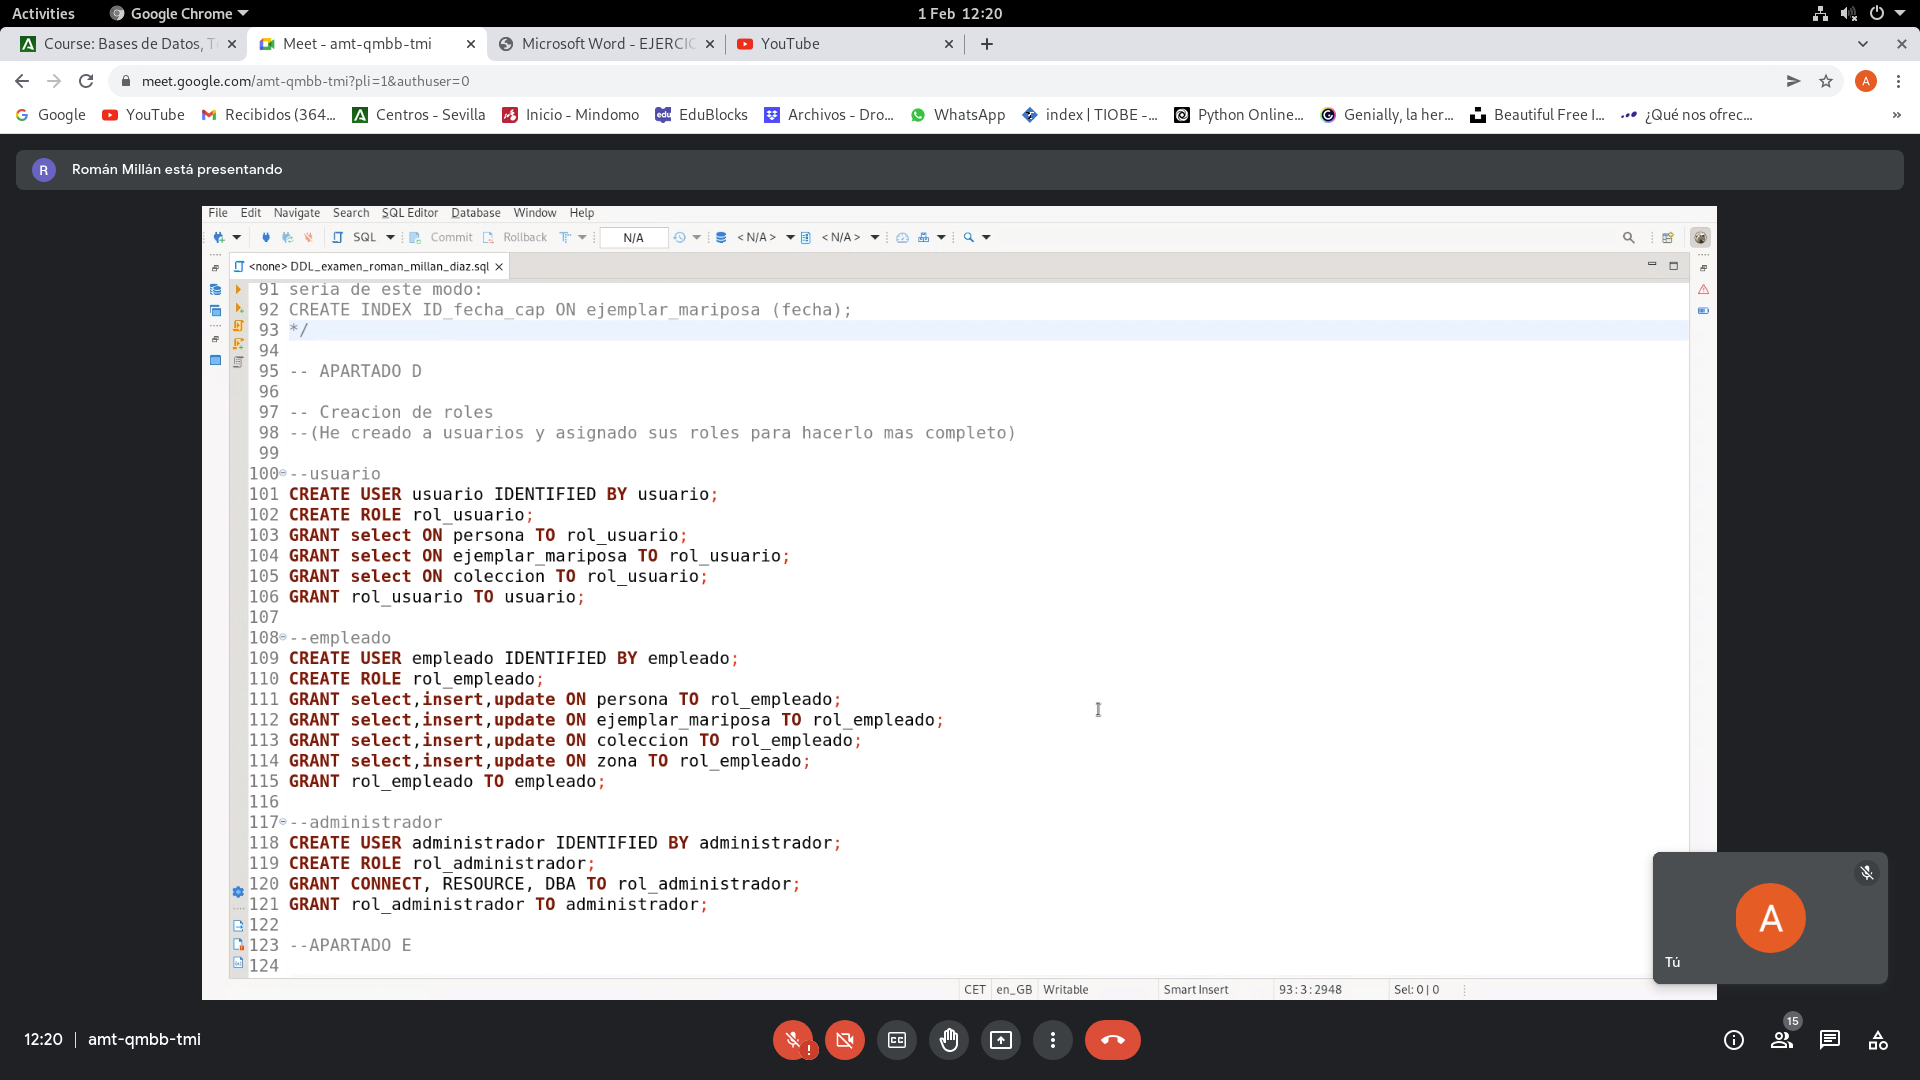 Activities
Google Chrome
1 Feb 12:20
Course: Bases de Datos, T
Meet - amt-qmbb-tmi
Microsoft Word - EJERCIC
YouTube
meet.google.com/amt-qmbb-tmi?pli=1&authuser=0
A
Google
YouTube
Recibidos (364...
Centros - Sevilla
Inicio - Mindomo
EduBlocks
Archivos - Dro...
WhatsApp
index | TIOBE -...
Python Online...
Genially, la her...
Beautiful Free I...
¿Qué nos ofrec...
»
R
Román Millán está presentando
File Edit Navigate Search SQL Editor Database Window Help
SQL
Commit
Rollback
N/A
< N/A >
< N/A >
<none> DDL_examen_roman_millan_diaz.sql
91 seria de este modo:
92 CREATE INDEX ID_fecha_cap ON ejemplar_mariposa (fecha);
93 */
94
95 -- APARTADO D
96
97 -- Creacion de roles
98 --(He creado a usuarios y asignado sus roles para hacerlo mas completo)
99
100 --usuario
101 CREATE USER usuario IDENTIFIED BY usuario;
102 CREATE ROLE rol_usuario;
103 GRANT select ON persona TO rol_usuario;
104 GRANT select ON ejemplar_mariposa TO rol_usuario;
105 GRANT select ON coleccion TO rol_usuario;
106 GRANT rol_usuario TO usuario;
107
108 --empleado
109 CREATE USER empleado IDENTIFIED BY empleado;
110 CREATE ROLE rol_empleado;
111 GRANT select,insert,update ON persona TO rol_empleado;
112 GRANT select,insert,update ON ejemplar_mariposa TO rol_empleado;
113 GRANT select,insert,update ON coleccion TO rol_empleado;
114 GRANT select,insert,update ON zona TO rol_empleado;
115 GRANT rol_empleado TO empleado;
116
117 --administrador
118 CREATE USER administrador IDENTIFIED BY administrador;
119 CREATE ROLE rol_administrador;
120 GRANT CONNECT, RESOURCE, DBA TO rol_administrador;
121 GRANT rol_administrador TO administrador;
122
123 --APARTADO E
124
CET
en_GB
Writable
Smart Insert
93 : 3 : 2948
Sel: 0 | 0
A
Tú
12:20 | amt-qmbb-tmi
15